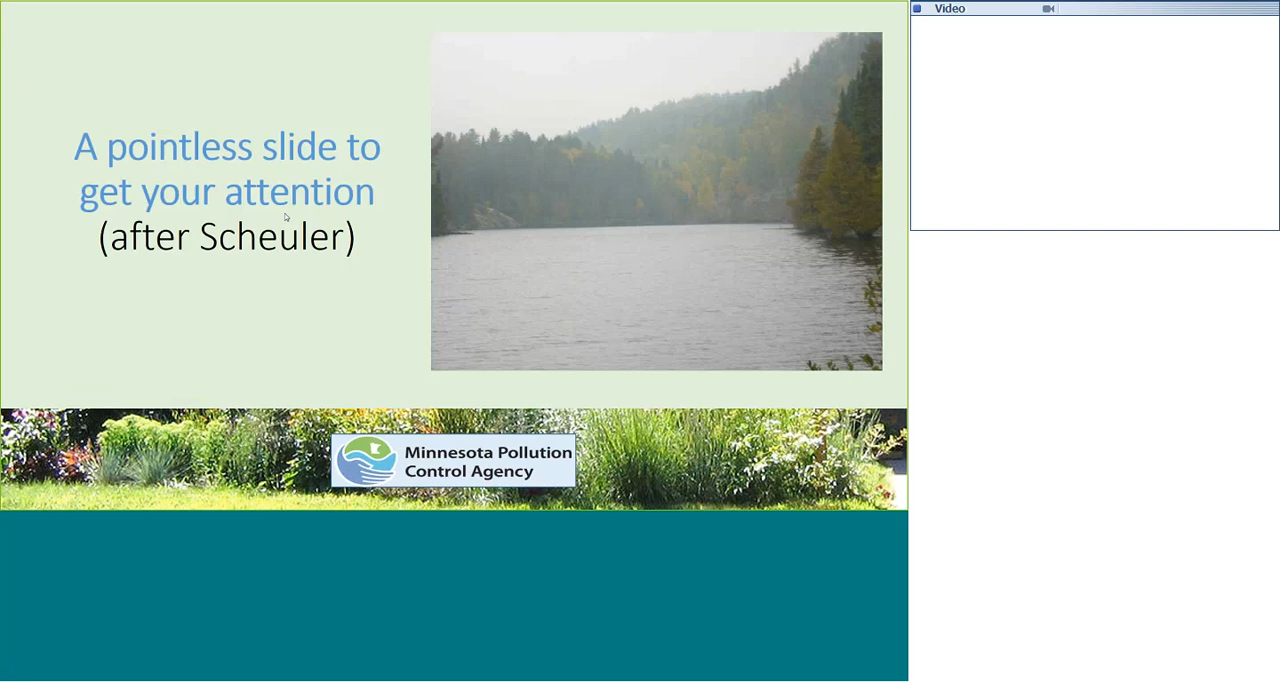 A pointless slide to
get your attention
(after Scheuler)
Minnesota Pollution
Control Agency
Video